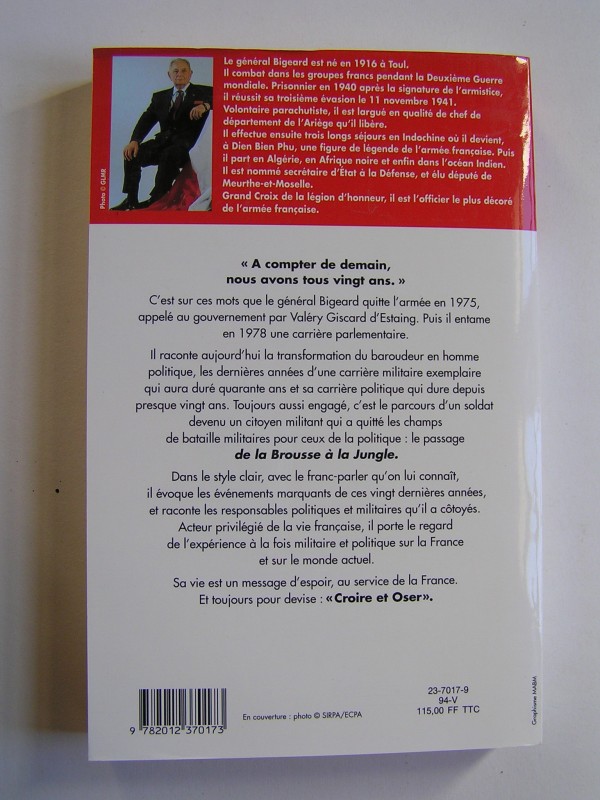 Le général Bigeard est né en 1916 à Toul.
Il combat dans les groupes francs pendant la Deuxième Guerre
mondiale. Prisonnier en 1940 après la signature de l'armistice,
il réussit sa troisième évasion le 11 novembre 1941.
Volontaire parachutiste, il est largué en qualité de chef de
département de l'Ariège qu'il libère.
Il effectue ensuite trois longs séjours en Indochine où il devient,
à Dien Bien Phu, une figure de légende de l'armée française. Puis
il part en Algérie, en Afrique noire et enfin dans l'océan Indien.
Il est nommé secrétaire d'État à la Défense, et élu député de
Meurthe-et-Moselle.
Grand Croix de la légion d'honneur, il est l'officier le plus décoré
de l'armée française.
Photo © GLMR
« A compter de demain,
nous avons tous vingt ans. »
C'est sur ces mots que le général Bigeard quitte l'armée en 1975,
appelé au gouvernement par Valéry Giscard d'Estaing. Puis il entame
en 1978 une carrière parlementaire.
Il raconte aujourd'hui la transformation du baroudeur en homme
politique, les dernières années d'une carrière militaire exemplaire
qui aura duré quarante ans et sa carrière politique qui dure depuis
presque vingt ans. Toujours aussi engagé, c'est le parcours d'un soldat
devenu un citoyen militant qui a quitté les champs
de bataille militaires pour ceux de la politique : le passage
de la Brousse à la Jungle.
Dans le style clair, avec le franc-parler qu'on lui connaît,
il évoque les événements marquants de ces vingt dernières années,
et raconte les responsables politiques et militaires qu'il a côtoyés.
Acteur privilégié de la vie française, il porte le regard
de l'expérience à la fois militaire et politique sur la France
et sur le monde actuel.
Sa vie est un message d'espoir, au service de la France.
Et toujours pour devise : «Croire et Oser».
9 782012 370173
En couverture : photo © SIRPA/ECPA
23-7017-9
94-V
115,00 FF TTC
Graphisme MABM